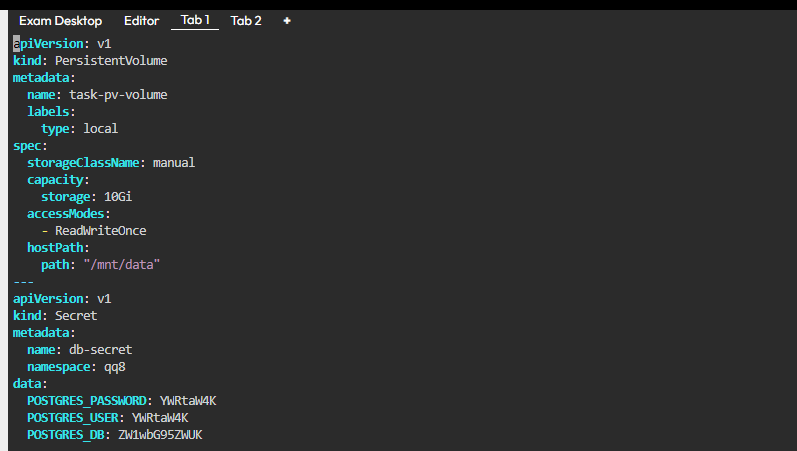 Exam Desktop Editor Tab 1 Tab 2 +
apiVersion: v1
kind: PersistentVolume
metadata:
  name: task-pv-volume
  labels:
    type: local
spec:
  storageClassName: manual
  capacity:
    storage: 10Gi
  accessModes:
    - ReadWriteOnce
  hostPath:
    path: "/mnt/data"
---
apiVersion: v1
kind: Secret
metadata:
  name: db-secret
  namespace: qq8
data:
  POSTGRES_PASSWORD: YWRtaW4K
  POSTGRES_USER: YWRtaW4K
  POSTGRES_DB: ZW1wbG95ZWUK